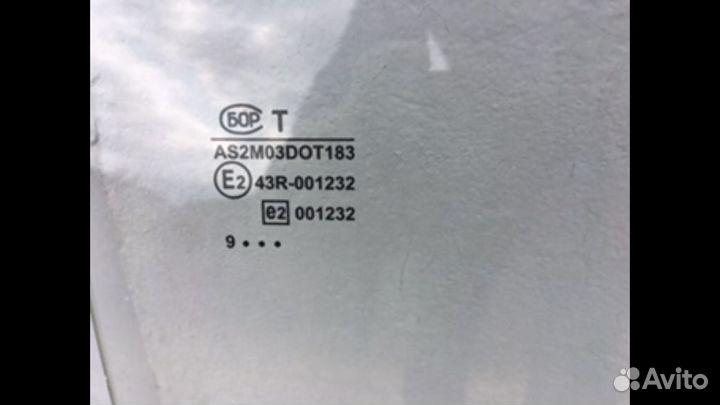 БОР T
AS2M03DOT183
E2 43R-001232
e2 001232
9 • • •
Avito